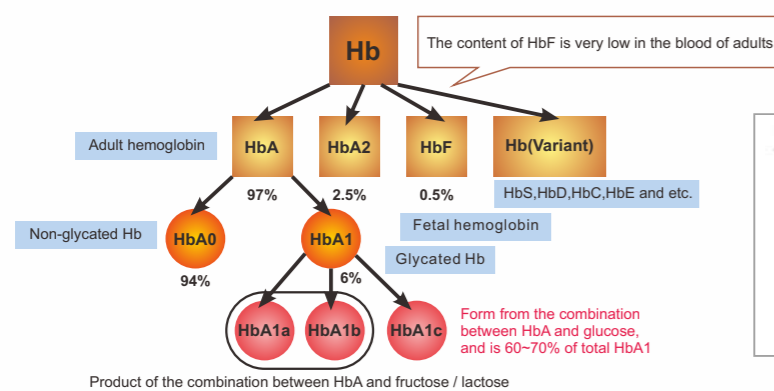 Hb
The content of HbF is very low in the blood of adults
Adult hemoglobin
HbA
HbA2
HbF
Hb(Variant)
97%
2.5%
0.5%
HbS,HbD,HbC,HbE and etc.
Fetal hemoglobin
Non-glycated Hb
HbA0
HbA1
Glycated Hb
94%
6%
HbA1a
HbA1b
HbA1c
Form from the combination
between HbA and glucose,
and is 60~70% of total HbA1
Product of the combination between HbA and fructose / lactose